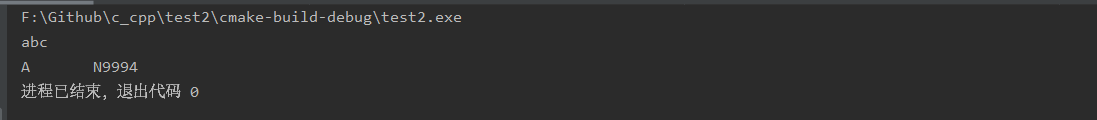 F:\Github\c_cpp\test2\cmake-build-debug\test2.exe
abc
A       N9994
进程已结束，退出代码 0